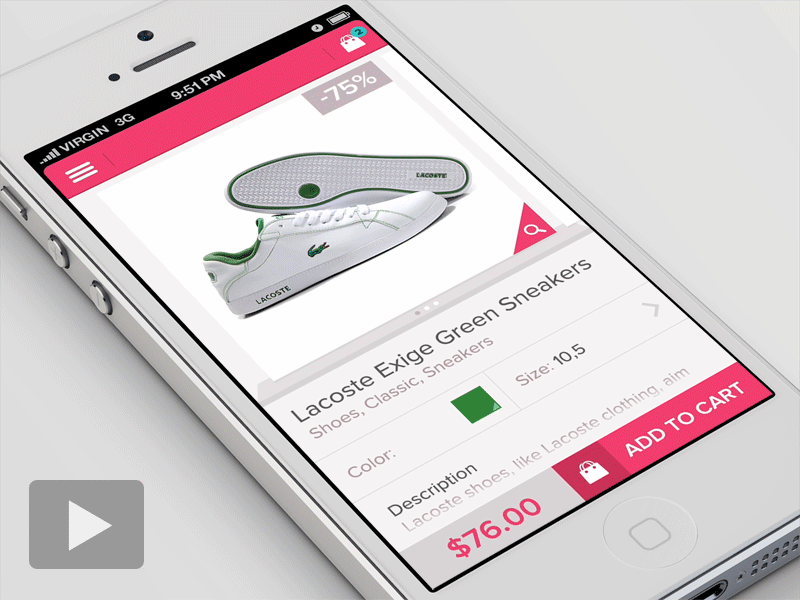 VIRGIN 3G 9:51 PM
2
-75%
LACOSTE
LACOSTE
Lacoste Exige Green Sneakers
Shoes, Classic, Sneakers
Color: Size: 10,5
Description
Lacoste shoes, like Lacoste clothing, aim
$76.00 ADD TO CART